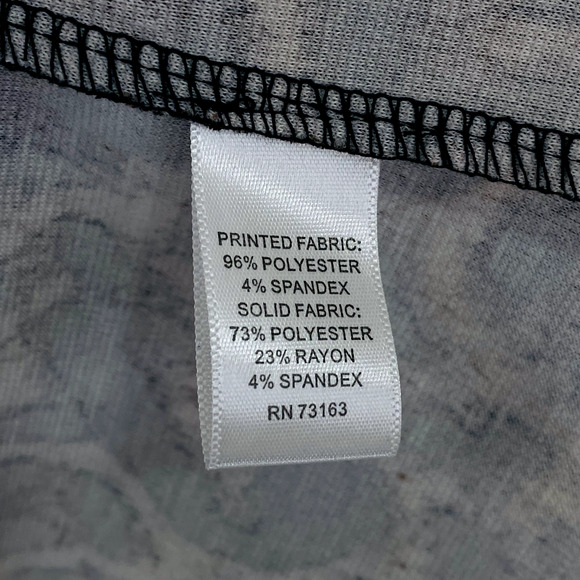 PRINTED FABRIC:
96% POLYESTER
4% SPANDEX
SOLID FABRIC:
73% POLYESTER
23% RAYON
4% SPANDEX
RN 73163